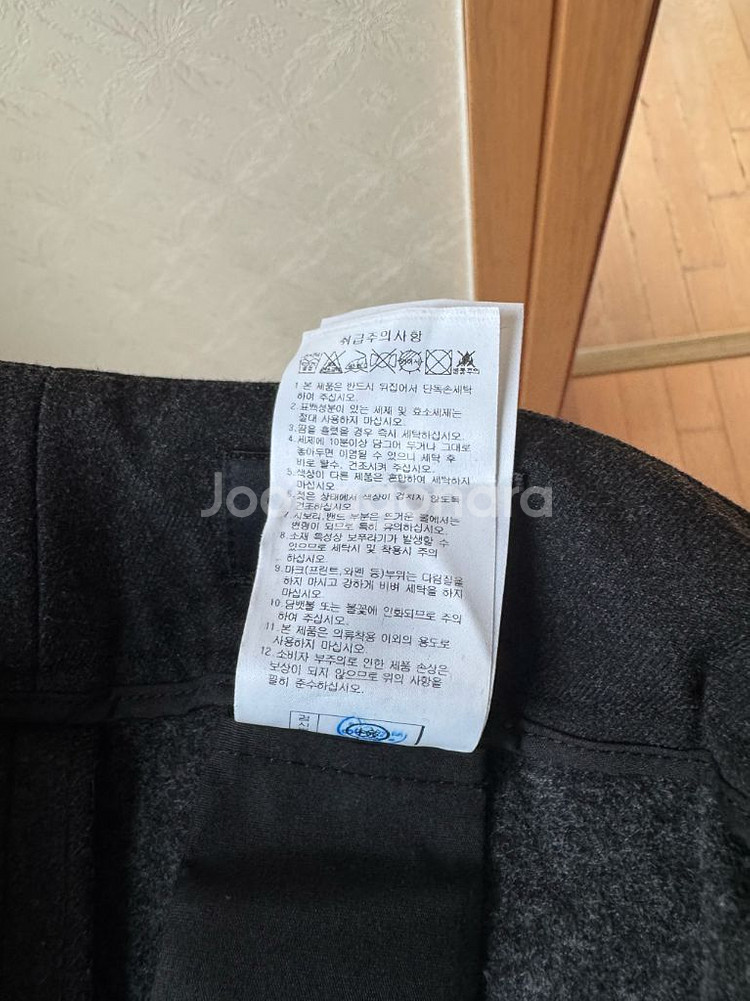 취급주의사항
불꽃주의
1.본 제품은 반드시 뒤집어서 단독손세탁
하여 주십시오.
2.표백성분이 있는 세제 및 효소세제는
절대 사용하지 마십시오.
3.땀을 흘렸을 경우 즉시 세탁하십시오.
4.세제에 10분이상 담그어 두거나 그대로
놓아두면 이염될 수 있으니 세탁 후
바로 탈수, 건조시켜 주십시오.
5.색상이 다른 제품은 혼합하여 세탁하지
마십시오.
젖은 상태에서 색상이 겹치지 않도록
건조하십시오.
7.시보리,밴드 부분은 뜨거운 물에서는
변형이 되므로 특히 유의하십시오.
8.소재 특성상 보푸라기가 발생할 수
있으므로 세탁시 및 착용시 주의
하십시오.
9.마크(프린트,와펜 등)부위는 다림질을
하지 마시고 강하게 비벼 세탁을 하지
마십시오.
10.담뱃불 또는 불꽃에 인화되므로 주의
하여 주십시오.
11.본 제품은 의류착용 이외의 용도로
사용하지 마십시오.
12.소비자 부주의로 인한 제품 손상은
보상이 되지 않으므로 위의 사항을
필히 준수하십시오.